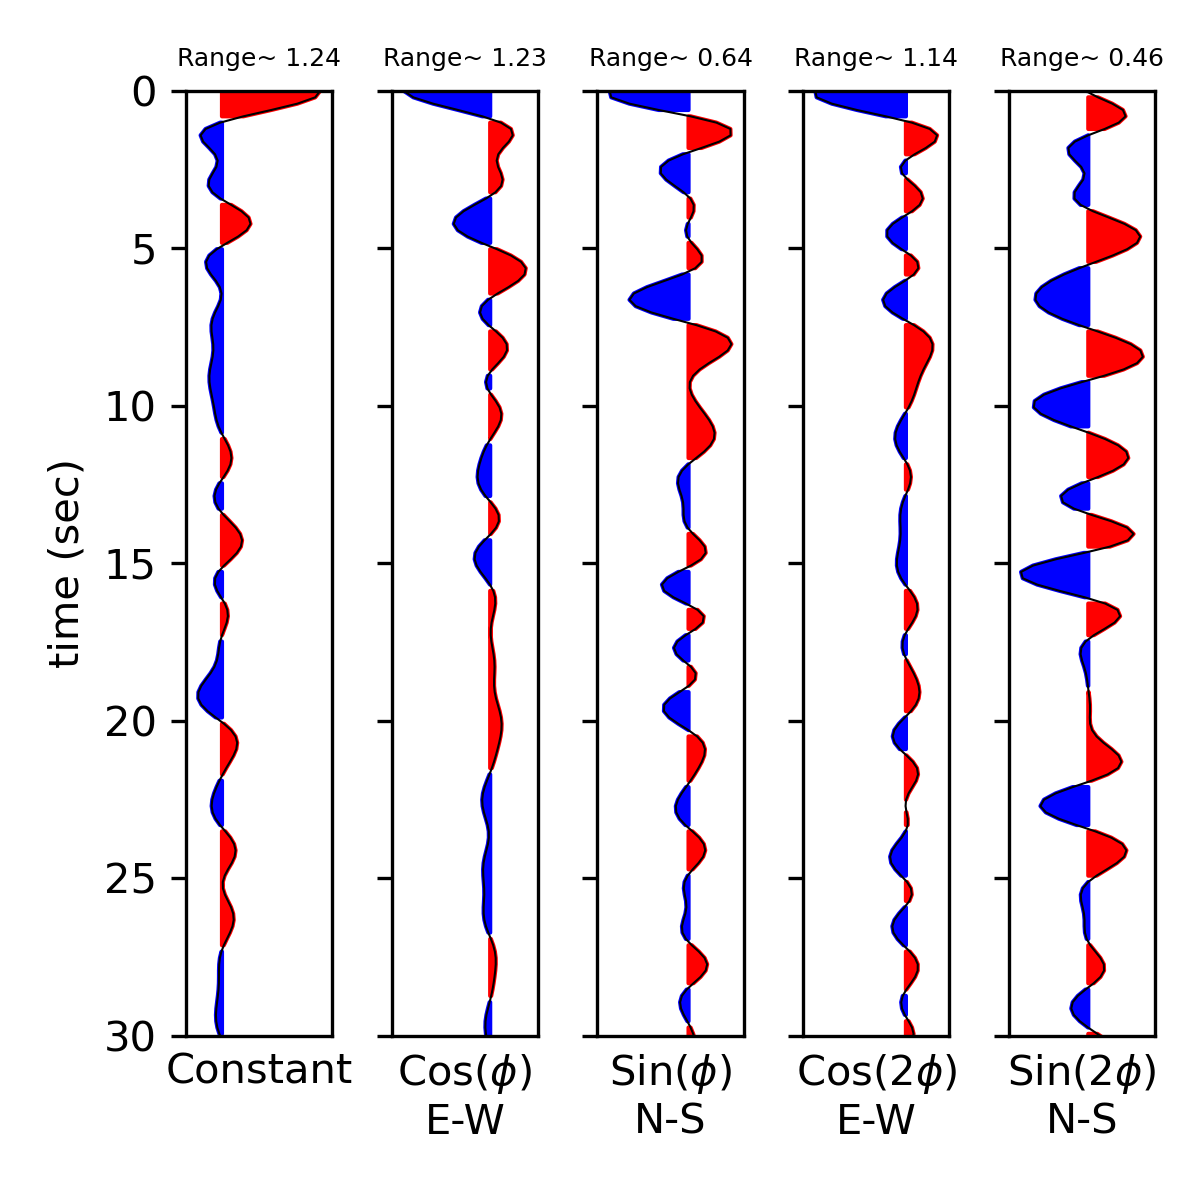 Range~ 1.24 Range~ 1.23 Range~ 0.64 Range~ 1.14 Range~ 0.46
0
5
10
15
20
25
30
time (sec)
Constant Cos(ϕ) Sin(ϕ) Cos(2ϕ) Sin(2ϕ)
E-W N-S E-W N-S